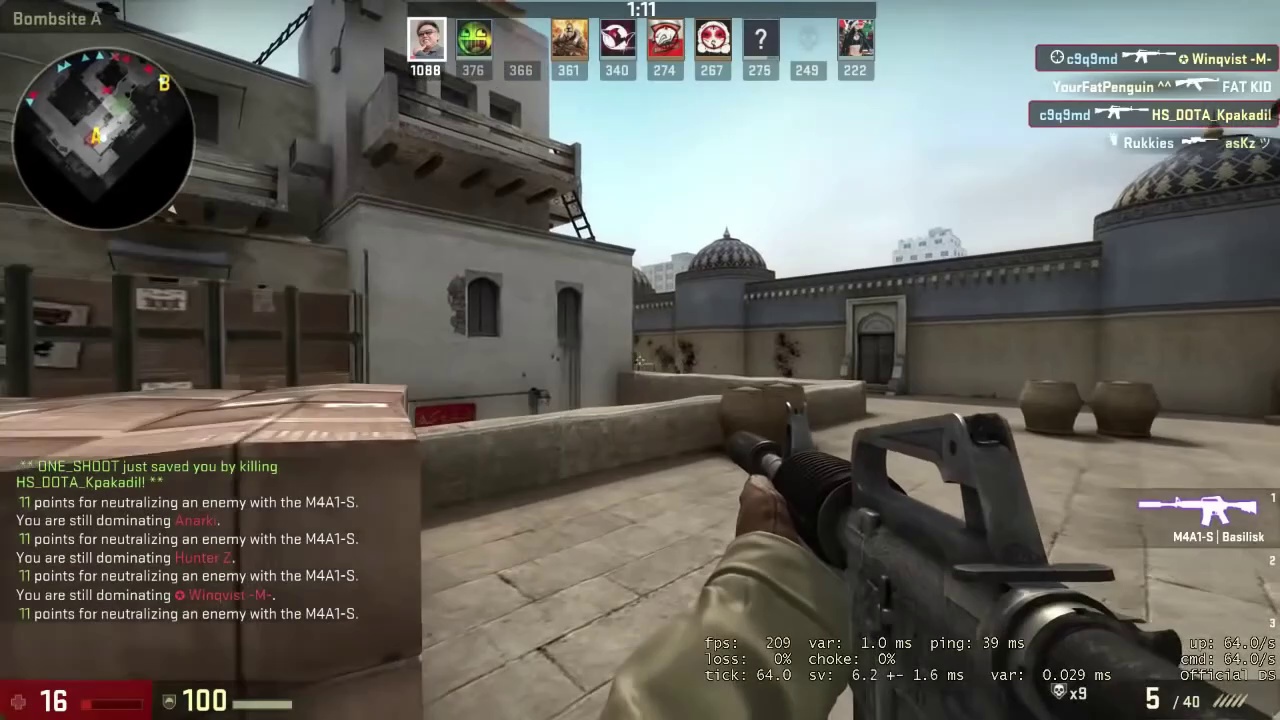 Bombsite A
1:11
B
A
?
1088 376 366 361 340 274 267 275 249 222
c9q9md ✪ Winqvist -M-
YourFatPenguin ^^ FAT KID
c9q9md HS_DOTA_Kpakadil
Rukkies asKz ツ
** ONE_SHOOT just saved you by killing
HS_DOTA_Kpakadil! **
11 points for neutralizing an enemy with the M4A1-S.
You are still dominating Anarki.
11 points for neutralizing an enemy with the M4A1-S.
You are still dominating Hunter Z.
11 points for neutralizing an enemy with the M4A1-S.
You are still dominating ✪ Winqvist -M-.
11 points for neutralizing an enemy with the M4A1-S.
1
M4A1-S | Basilisk
2
3
fps: 209 var: 1.0 ms ping: 39 ms up: 64.0/s
loss: 0% choke: 0% cmd: 64.0/s
tick: 64.0 sv: 6.2 +- 1.6 ms var: 0.029 ms Official DS
16 100 x9 5 / 40